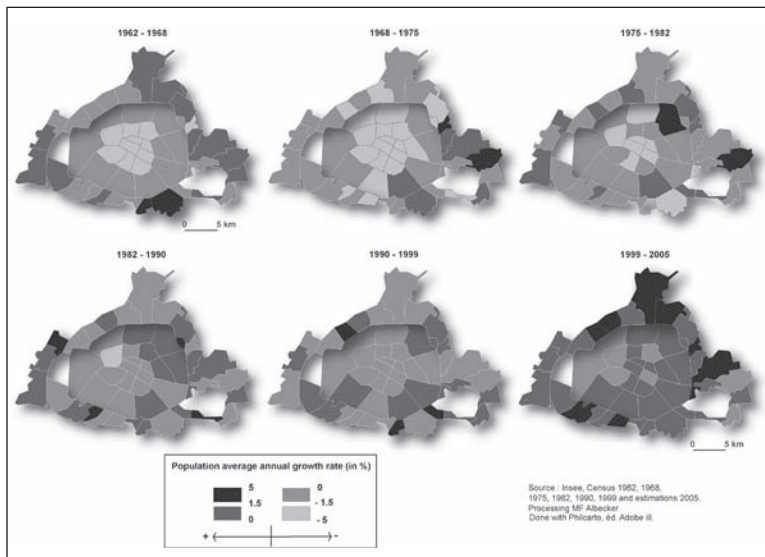 1962 - 1968
1968 - 1975
1975 - 1982
0 5 km
1982 - 1990
1990 - 1999
1999 - 2005
0 5 km
Population average annual growth rate (in %)
5
1.5
0
0
- 1.5
- 5
+ -
Source : Insee, Census 1962, 1968,
1975, 1982, 1990, 1999 and estimations 2005.
Processing MF Albecker
Done with Philcarto, éd. Adobe ill.